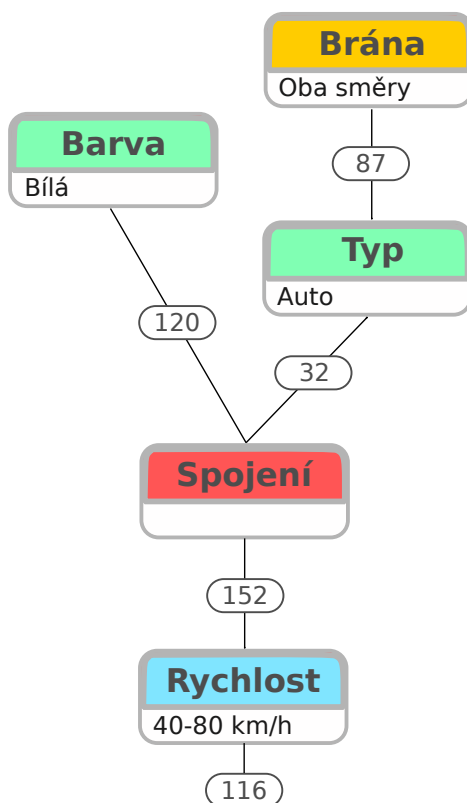 Brána
Oba směry
87
Barva
Bílá
Typ
Auto
120
32
Spojení
152
Rychlost
40-80 km/h
116